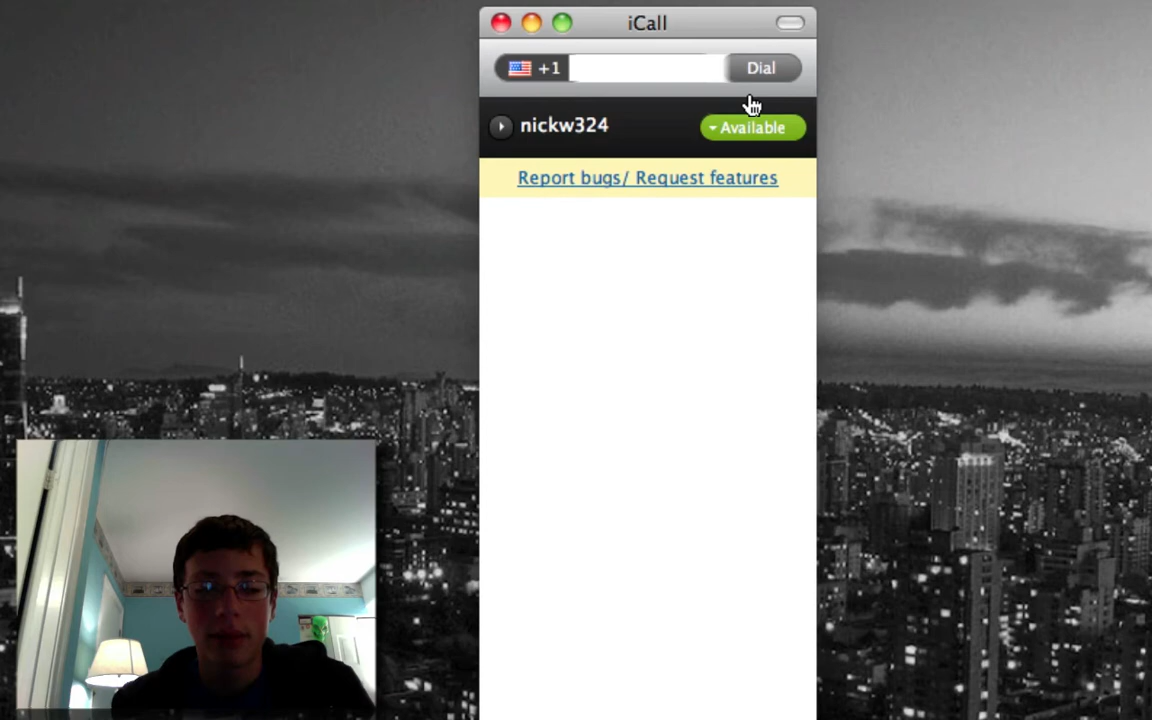 iCall
+1
Dial
nickw324
Available
Report bugs/ Request features